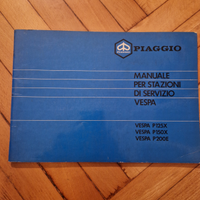 PIAGGIO
MANUALE
PER STAZIONI
DI SERVIZIO
VESPA
VESPA P125X
VESPA P150X
VESPA P200E